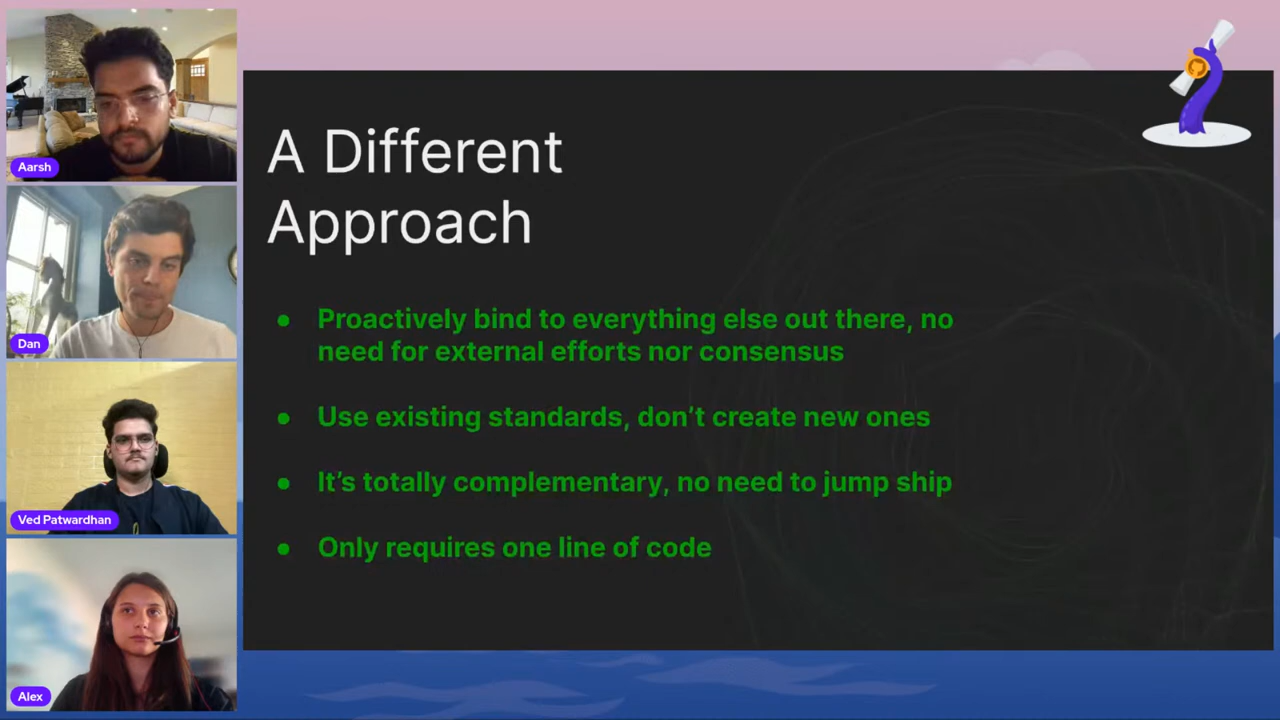 Aarsh
Dan
Ved Patwardhan
Alex
A Different
Approach
● Proactively bind to everything else out there, no
need for external efforts nor consensus
● Use existing standards, don’t create new ones
● It’s totally complementary, no need to jump ship
● Only requires one line of code